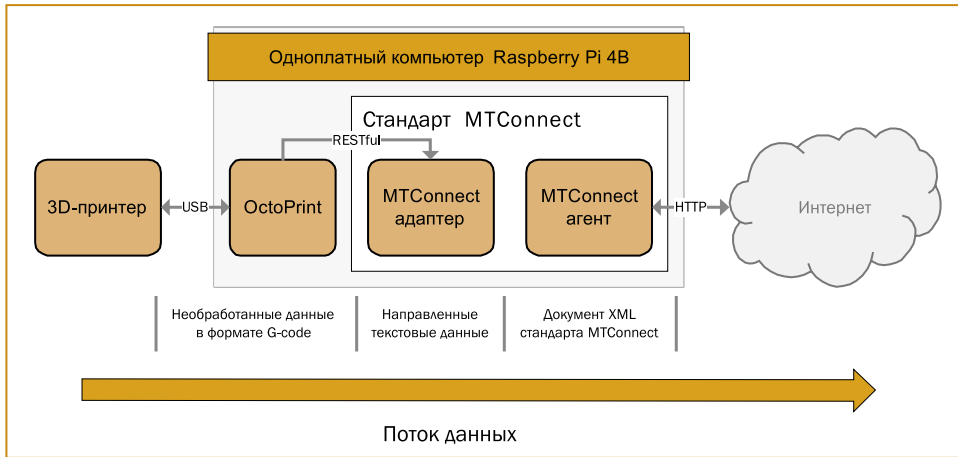 Одноплатный компьютер Raspberry Pi 4B
Стандарт MTConnect
RESTful
3D-принтер
USB
OctoPrint
MTConnect
адаптер
MTConnect
агент
HTTP
Интернет
Необработанные данные
в формате G-code
Направленные
текстовые данные
Документ XML
стандарта MTConnect
Поток данных